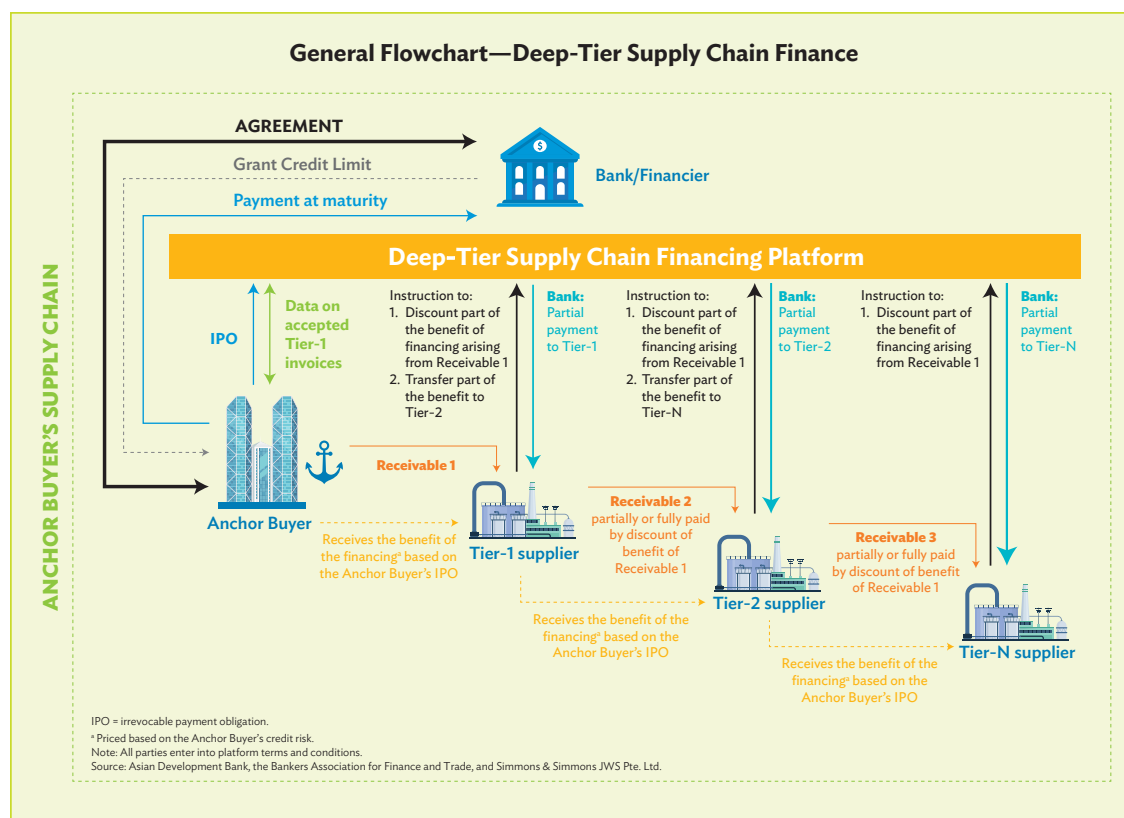 General Flowchart—Deep-Tier Supply Chain Finance
ANCHOR BUYER'S SUPPLY CHAIN
AGREEMENT
Grant Credit Limit
Payment at maturity
Bank/Financier
$
Deep-Tier Supply Chain Financing Platform
IPO
Data on
accepted
Tier-1
invoices
Instruction to:
1. Discount part of
the benefit of
financing arising
from Receivable 1
2. Transfer part of
the benefit to
Tier-2
Bank:
Partial
payment
to Tier-1
Instruction to:
1. Discount part of
the benefit of
financing arising
from Receivable 1
2. Transfer part of
the benefit to
Tier-N
Bank:
Partial
payment
to Tier-2
Instruction to:
1. Discount part of
the benefit of
financing arising
from Receivable 1
Bank:
Partial
payment
to Tier-N
Anchor Buyer
Receivable 1
Receives the benefit of
the financingᵃ based on
the Anchor Buyer's IPO
Tier-1 supplier
Receivable 2
partially or fully paid
by discount of
benefit of
Receivable 1
Receives the benefit of the
financingᵃ based on the
Anchor Buyer's IPO
Tier-2 supplier
Receivable 3
partially or fully paid
by discount of benefit
of Receivable 1
Receives the benefit of the
financingᵃ based on the
Anchor Buyer's IPO
Tier-N supplier
IPO = irrevocable payment obligation.
ᵃ Priced based on the Anchor Buyer's credit risk.
Note: All parties enter into platform terms and conditions.
Source: Asian Development Bank, the Bankers Association for Finance and Trade, and Simmons & Simmons JWS Pte. Ltd.